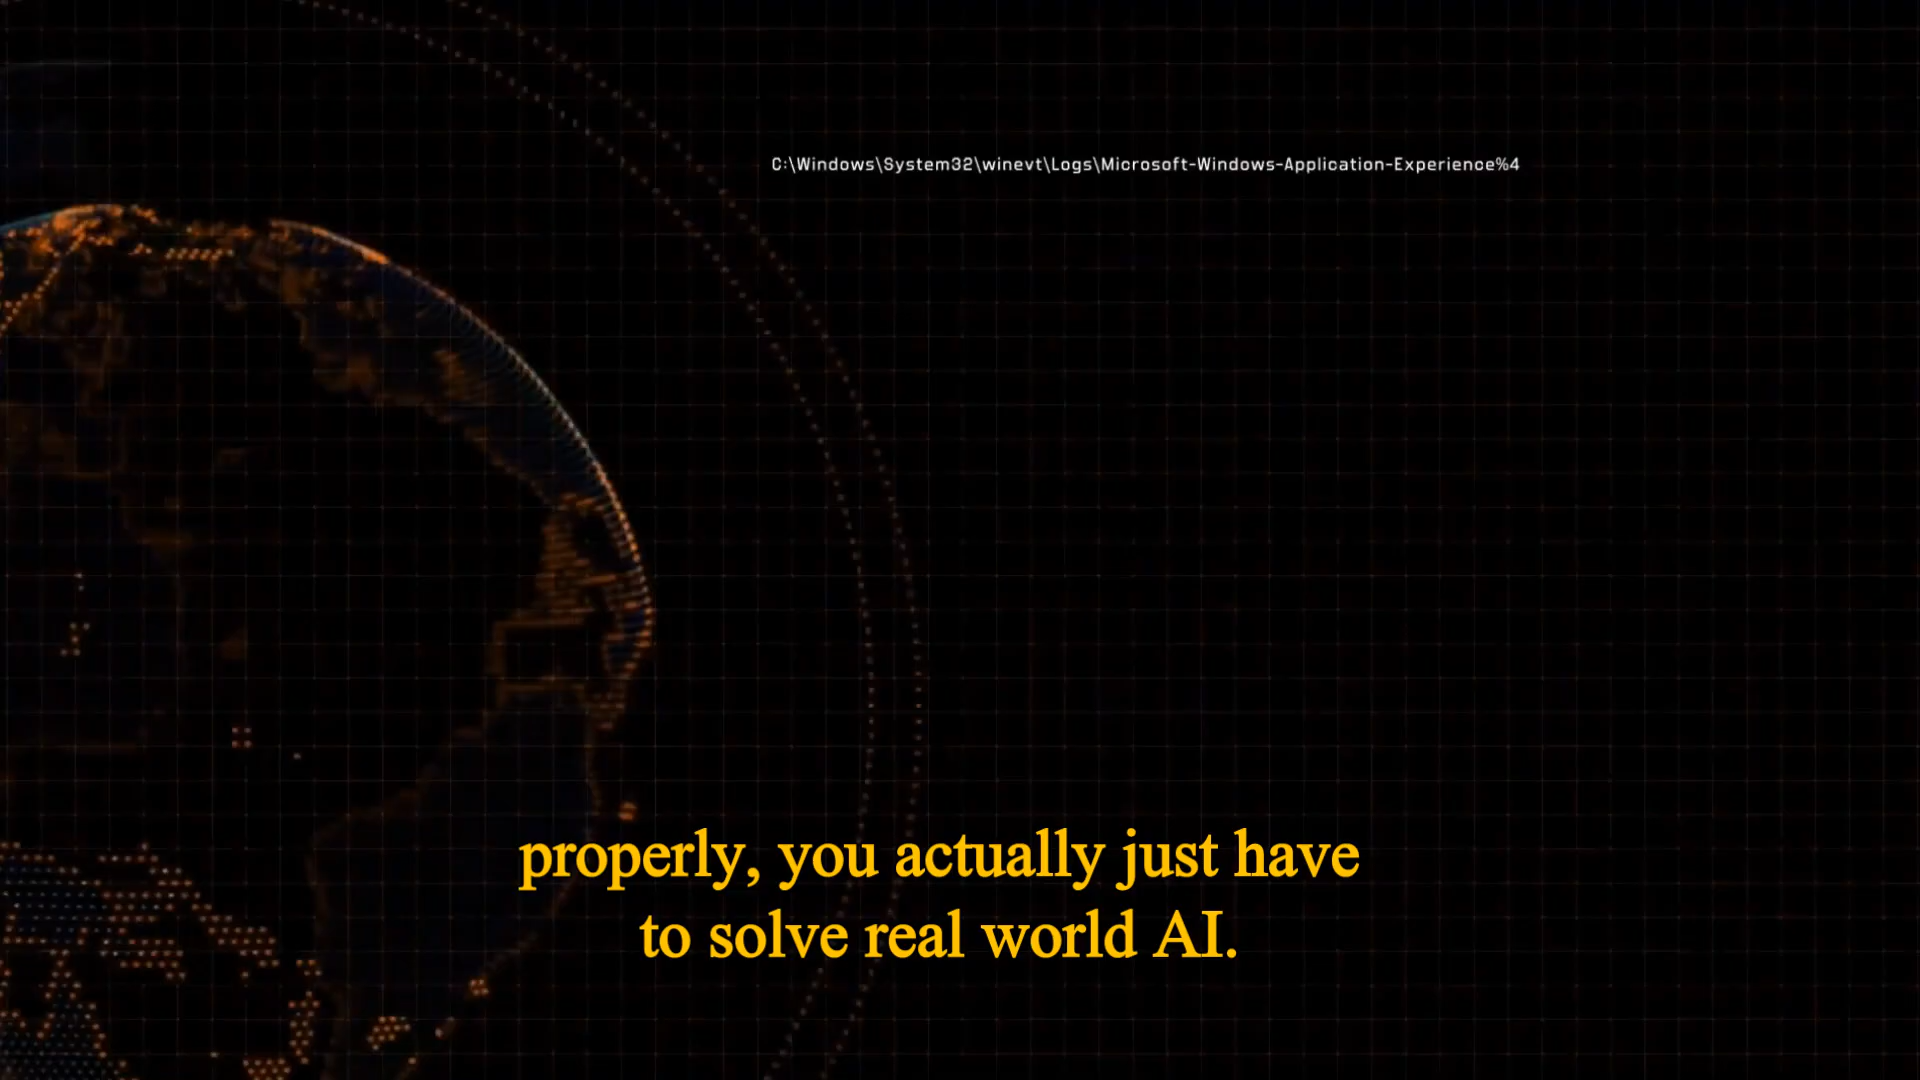 C:\Windows\System32\winevt\Logs\Microsoft-Windows-Application-Experience%4
properly, you actually just have
to solve real world AI.